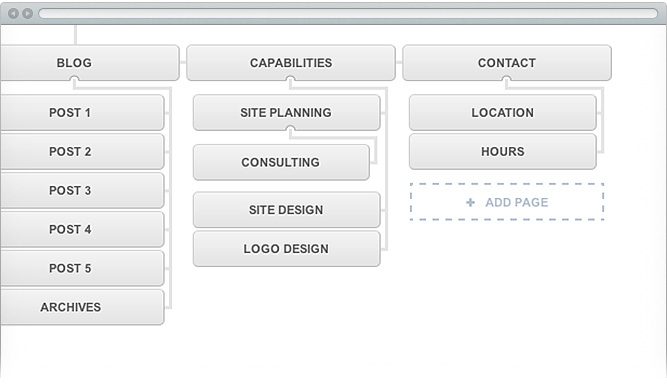 BLOG
CAPABILITIES
CONTACT
POST 1
POST 2
POST 3
POST 4
POST 5
ARCHIVES
SITE PLANNING
CONSULTING
SITE DESIGN
LOGO DESIGN
LOCATION
HOURS
ADD PAGE